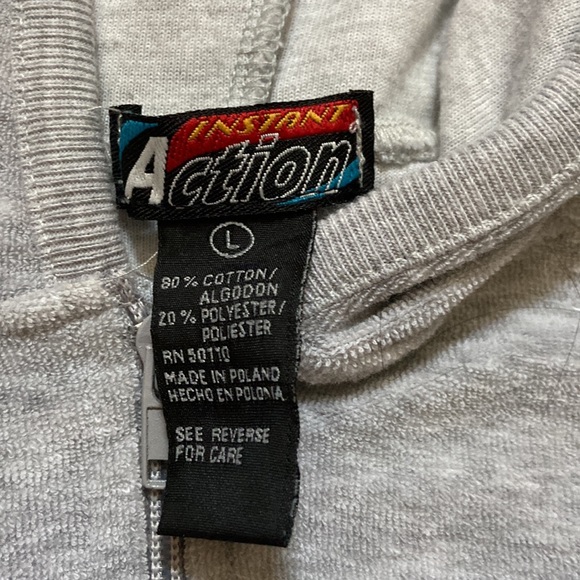 INSTANT
Action
L
80% COTTON/
ALGODON
20% POLYESTER/
POLIESTER
RN 50110
MADE IN POLAND
HECHO EN POLONIA
SEE REVERSE
FOR CARE